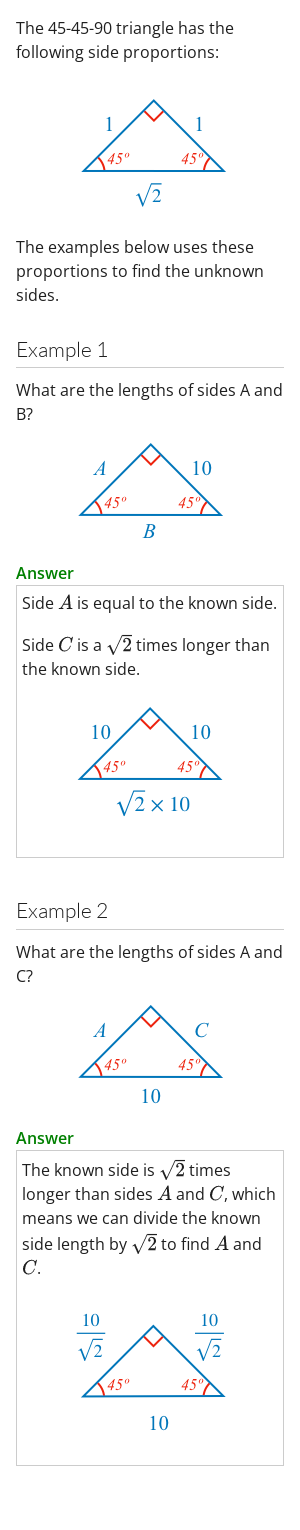 The 45-45-90 triangle has the
following side proportions:
1 1
45° 45°
√2
The examples below uses these
proportions to find the unknown
sides.
Example 1
What are the lengths of sides A and
B?
A 10
45° 45°
B
Answer
Side A is equal to the known side.
Side C is a √2 times longer than
the known side.
10 10
45° 45°
√2 × 10
Example 2
What are the lengths of sides A and
C?
A C
45° 45°
10
Answer
The known side is √2 times
longer than sides A and C, which
means we can divide the known
side length by √2 to find A and
C.
10/√2 10/√2
45° 45°
10